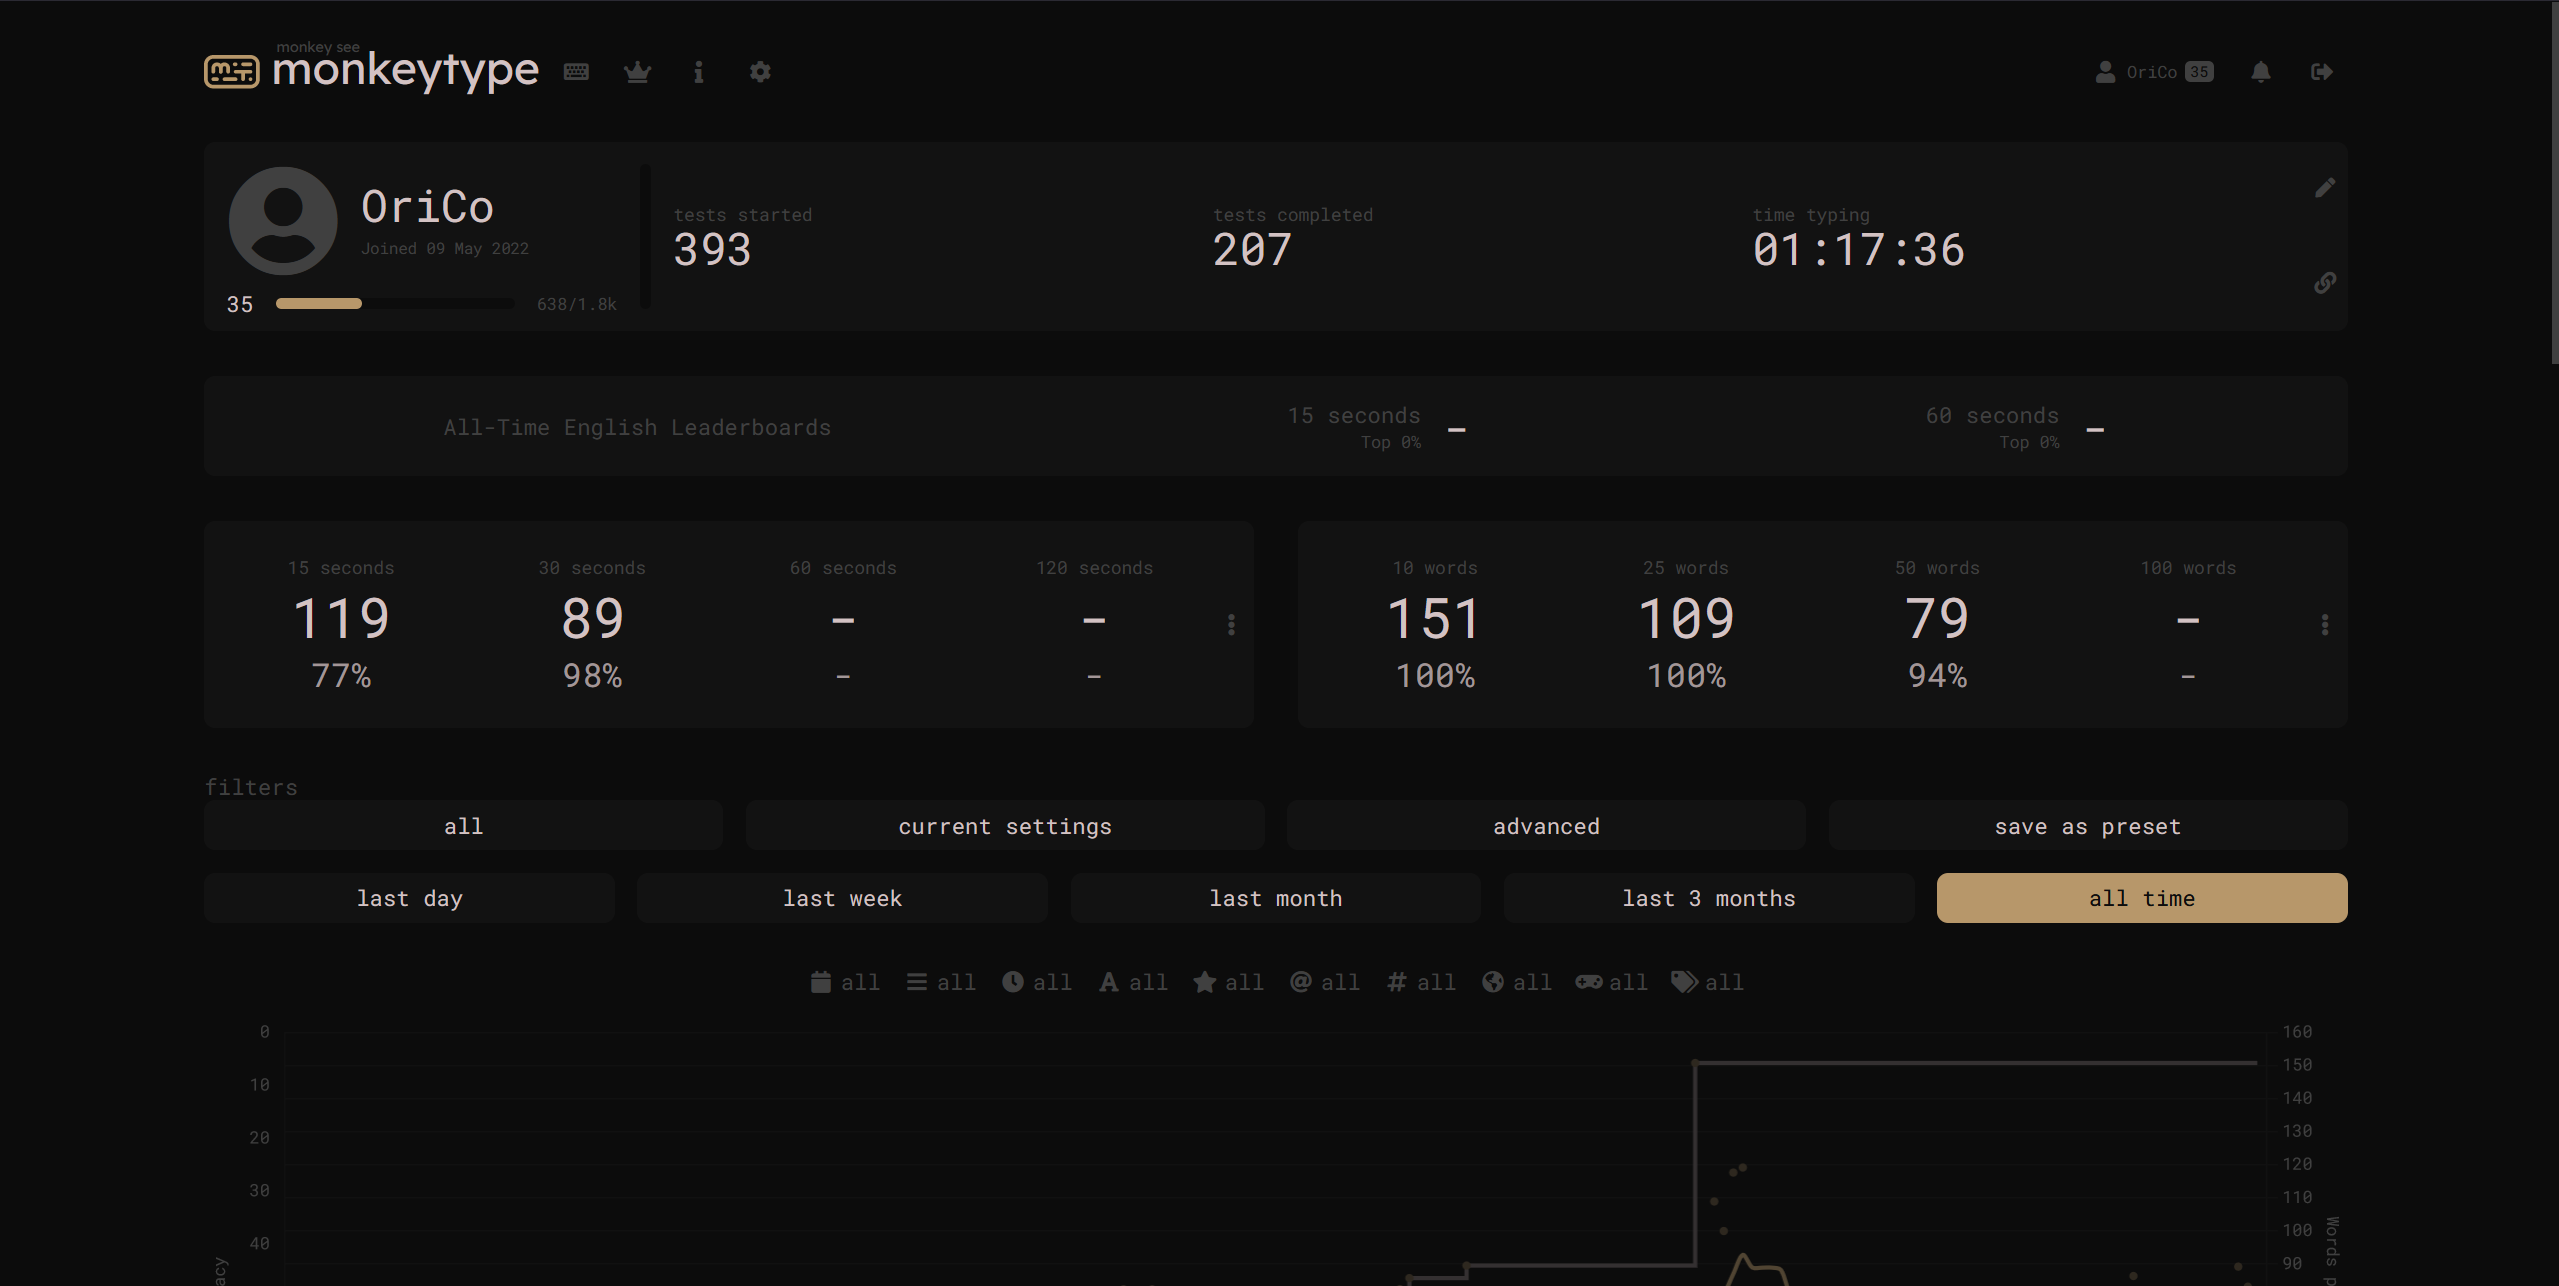 monkey see
monkeytype
OriCo 35
OriCo
Joined 09 May 2022
35 638/1.8k
tests started
393
tests completed
207
time typing
01:17:36
All-Time English Leaderboards
15 seconds
Top 0%
-
60 seconds
Top 0%
-
15 seconds
119
77%
30 seconds
89
98%
60 seconds
-
-
120 seconds
-
-
10 words
151
100%
25 words
109
100%
50 words
79
94%
100 words
-
-
filters
all current settings advanced save as preset
last day last week last month last 3 months all time
all all all all all all all all all all
0
10
20
30
40
acy
160
150
140
130
120
110
100
90
Words p